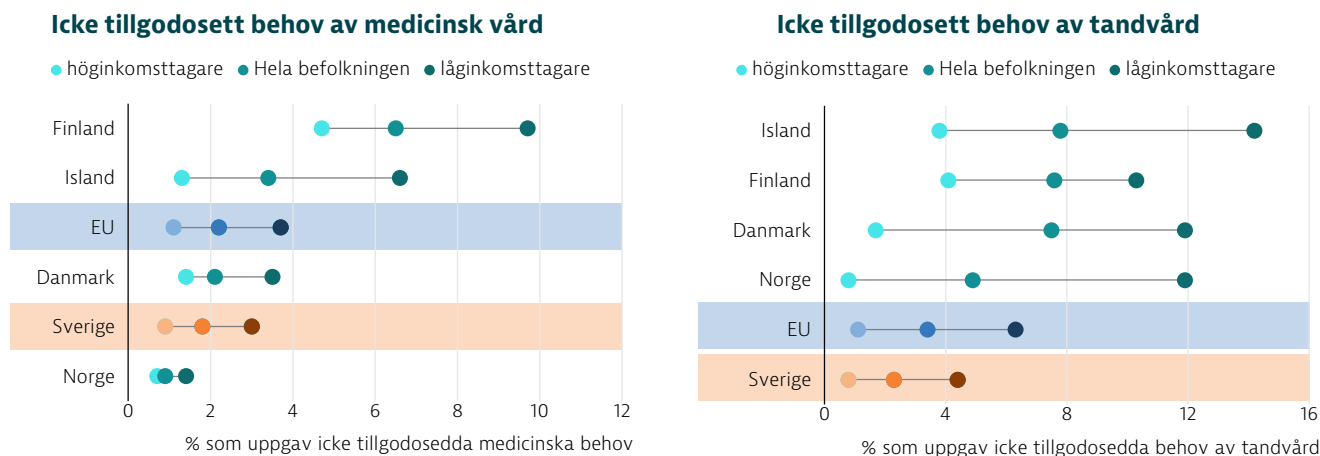 Icke tillgodosett behov av medicinsk vård
höginkomsttagare Hela befolkningen låginkomsttagare
Finland
Island
EU
Danmark
Sverige
Norge
0 2 4 6 8 10 12
% som uppgav icke tillgodosedda medicinska behov
Icke tillgodosett behov av tandvård
höginkomsttagare Hela befolkningen låginkomsttagare
Island
Finland
Danmark
Norge
EU
Sverige
0 4 8 12 16
% som uppgav icke tillgodosedda behov av tandvård